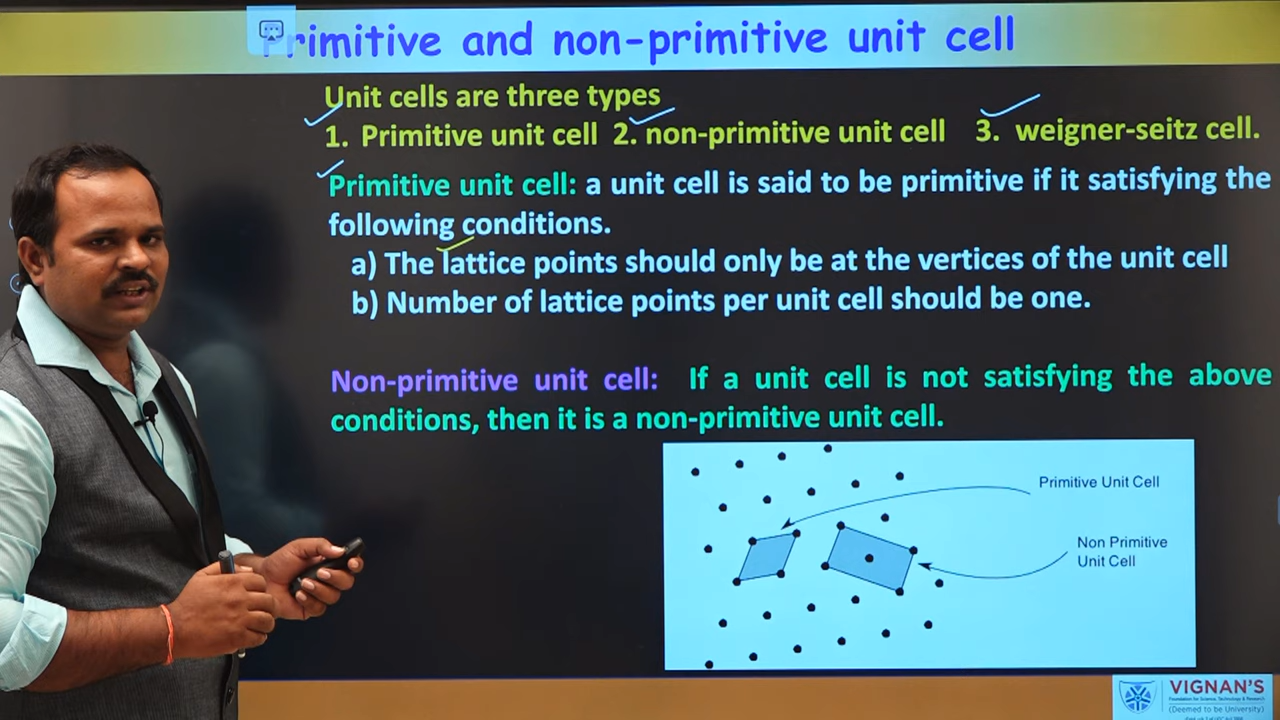 Primitive and non-primitive unit cell
Unit cells are three types
1. Primitive unit cell 2. non-primitive unit cell 3. weigner-seitz cell.
Primitive unit cell: a unit cell is said to be primitive if it satisfying the
following conditions.
a) The lattice points should only be at the vertices of the unit cell
b) Number of lattice points per unit cell should be one.
Non-primitive unit cell: If a unit cell is not satisfying the above
conditions, then it is a non-primitive unit cell.
Primitive Unit Cell
Non Primitive
Unit Cell
VIGNAN'S
Foundation for Science, Technology & Research
(Deemed to be University)